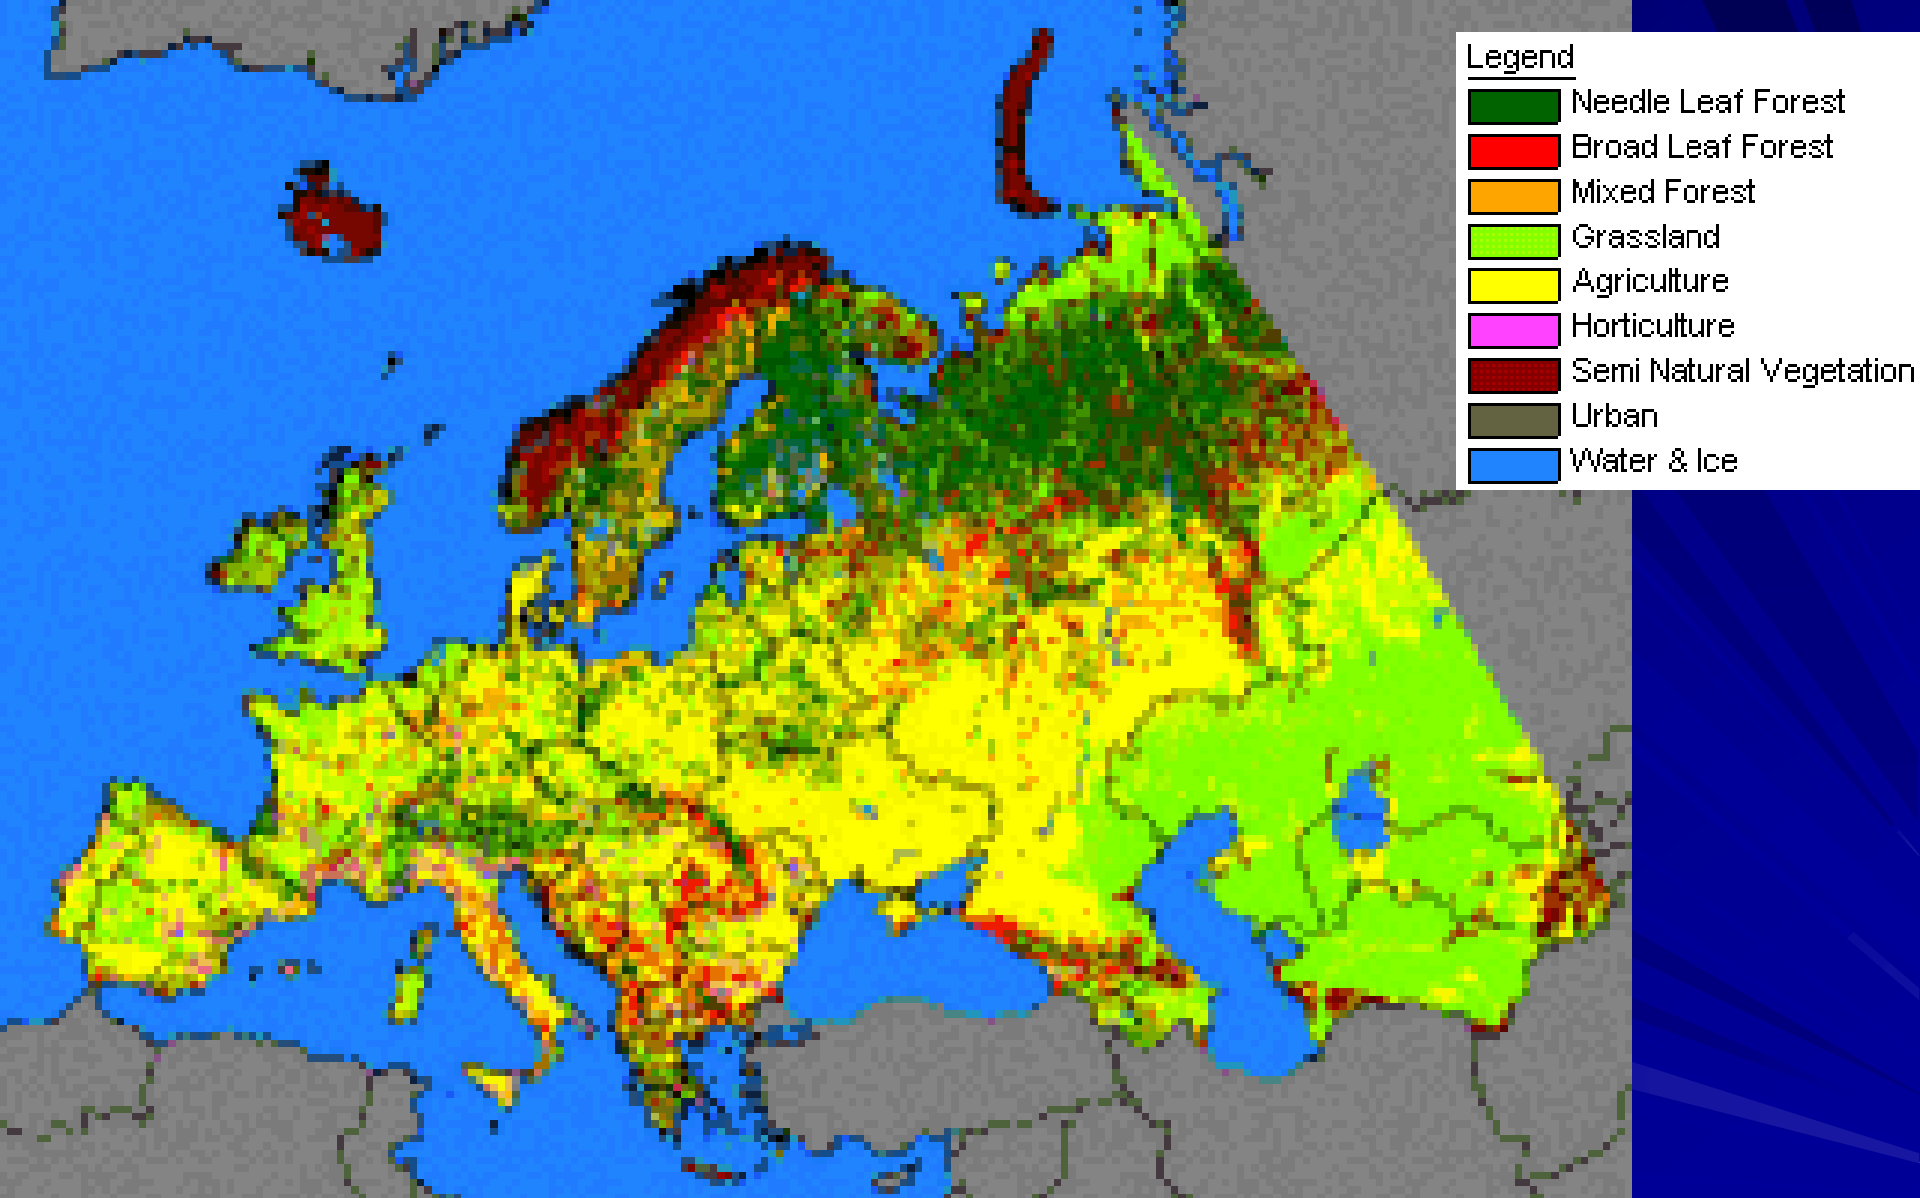 Legend
Needle Leaf Forest
Broad Leaf Forest
Mixed Forest
Grassland
Agriculture
Horticulture
Semi Natural Vegetation
Urban
Water & Ice